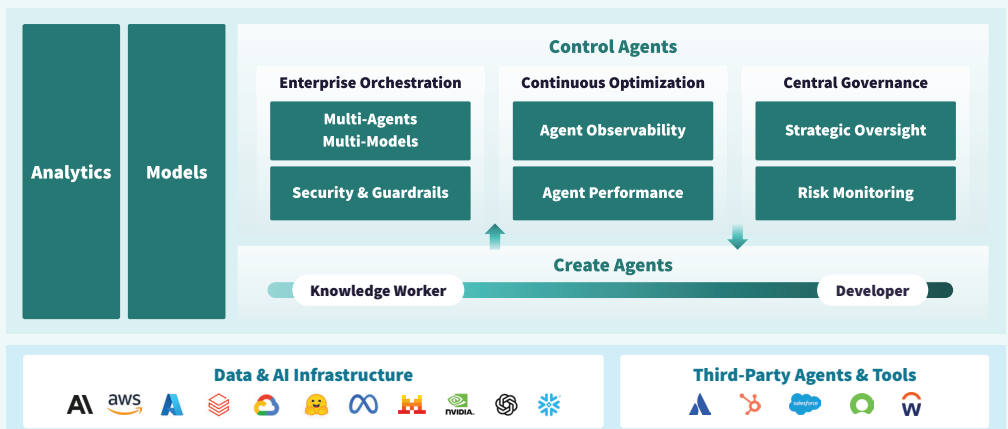 Analytics
Models
Control Agents
Enterprise Orchestration
Multi-Agents
Multi-Models
Security & Guardrails
Continuous Optimization
Agent Observability
Agent Performance
Central Governance
Strategic Oversight
Risk Monitoring
Create Agents
Knowledge Worker
Developer
Data & AI Infrastructure
aws
NVIDIA.
Third-Party Agents & Tools
salesforce